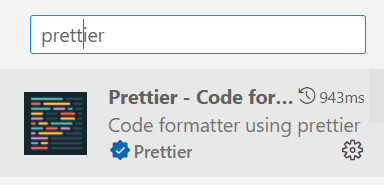 prettier
Prettier - Code for... 943ms
Code formatter using prettier
Prettier